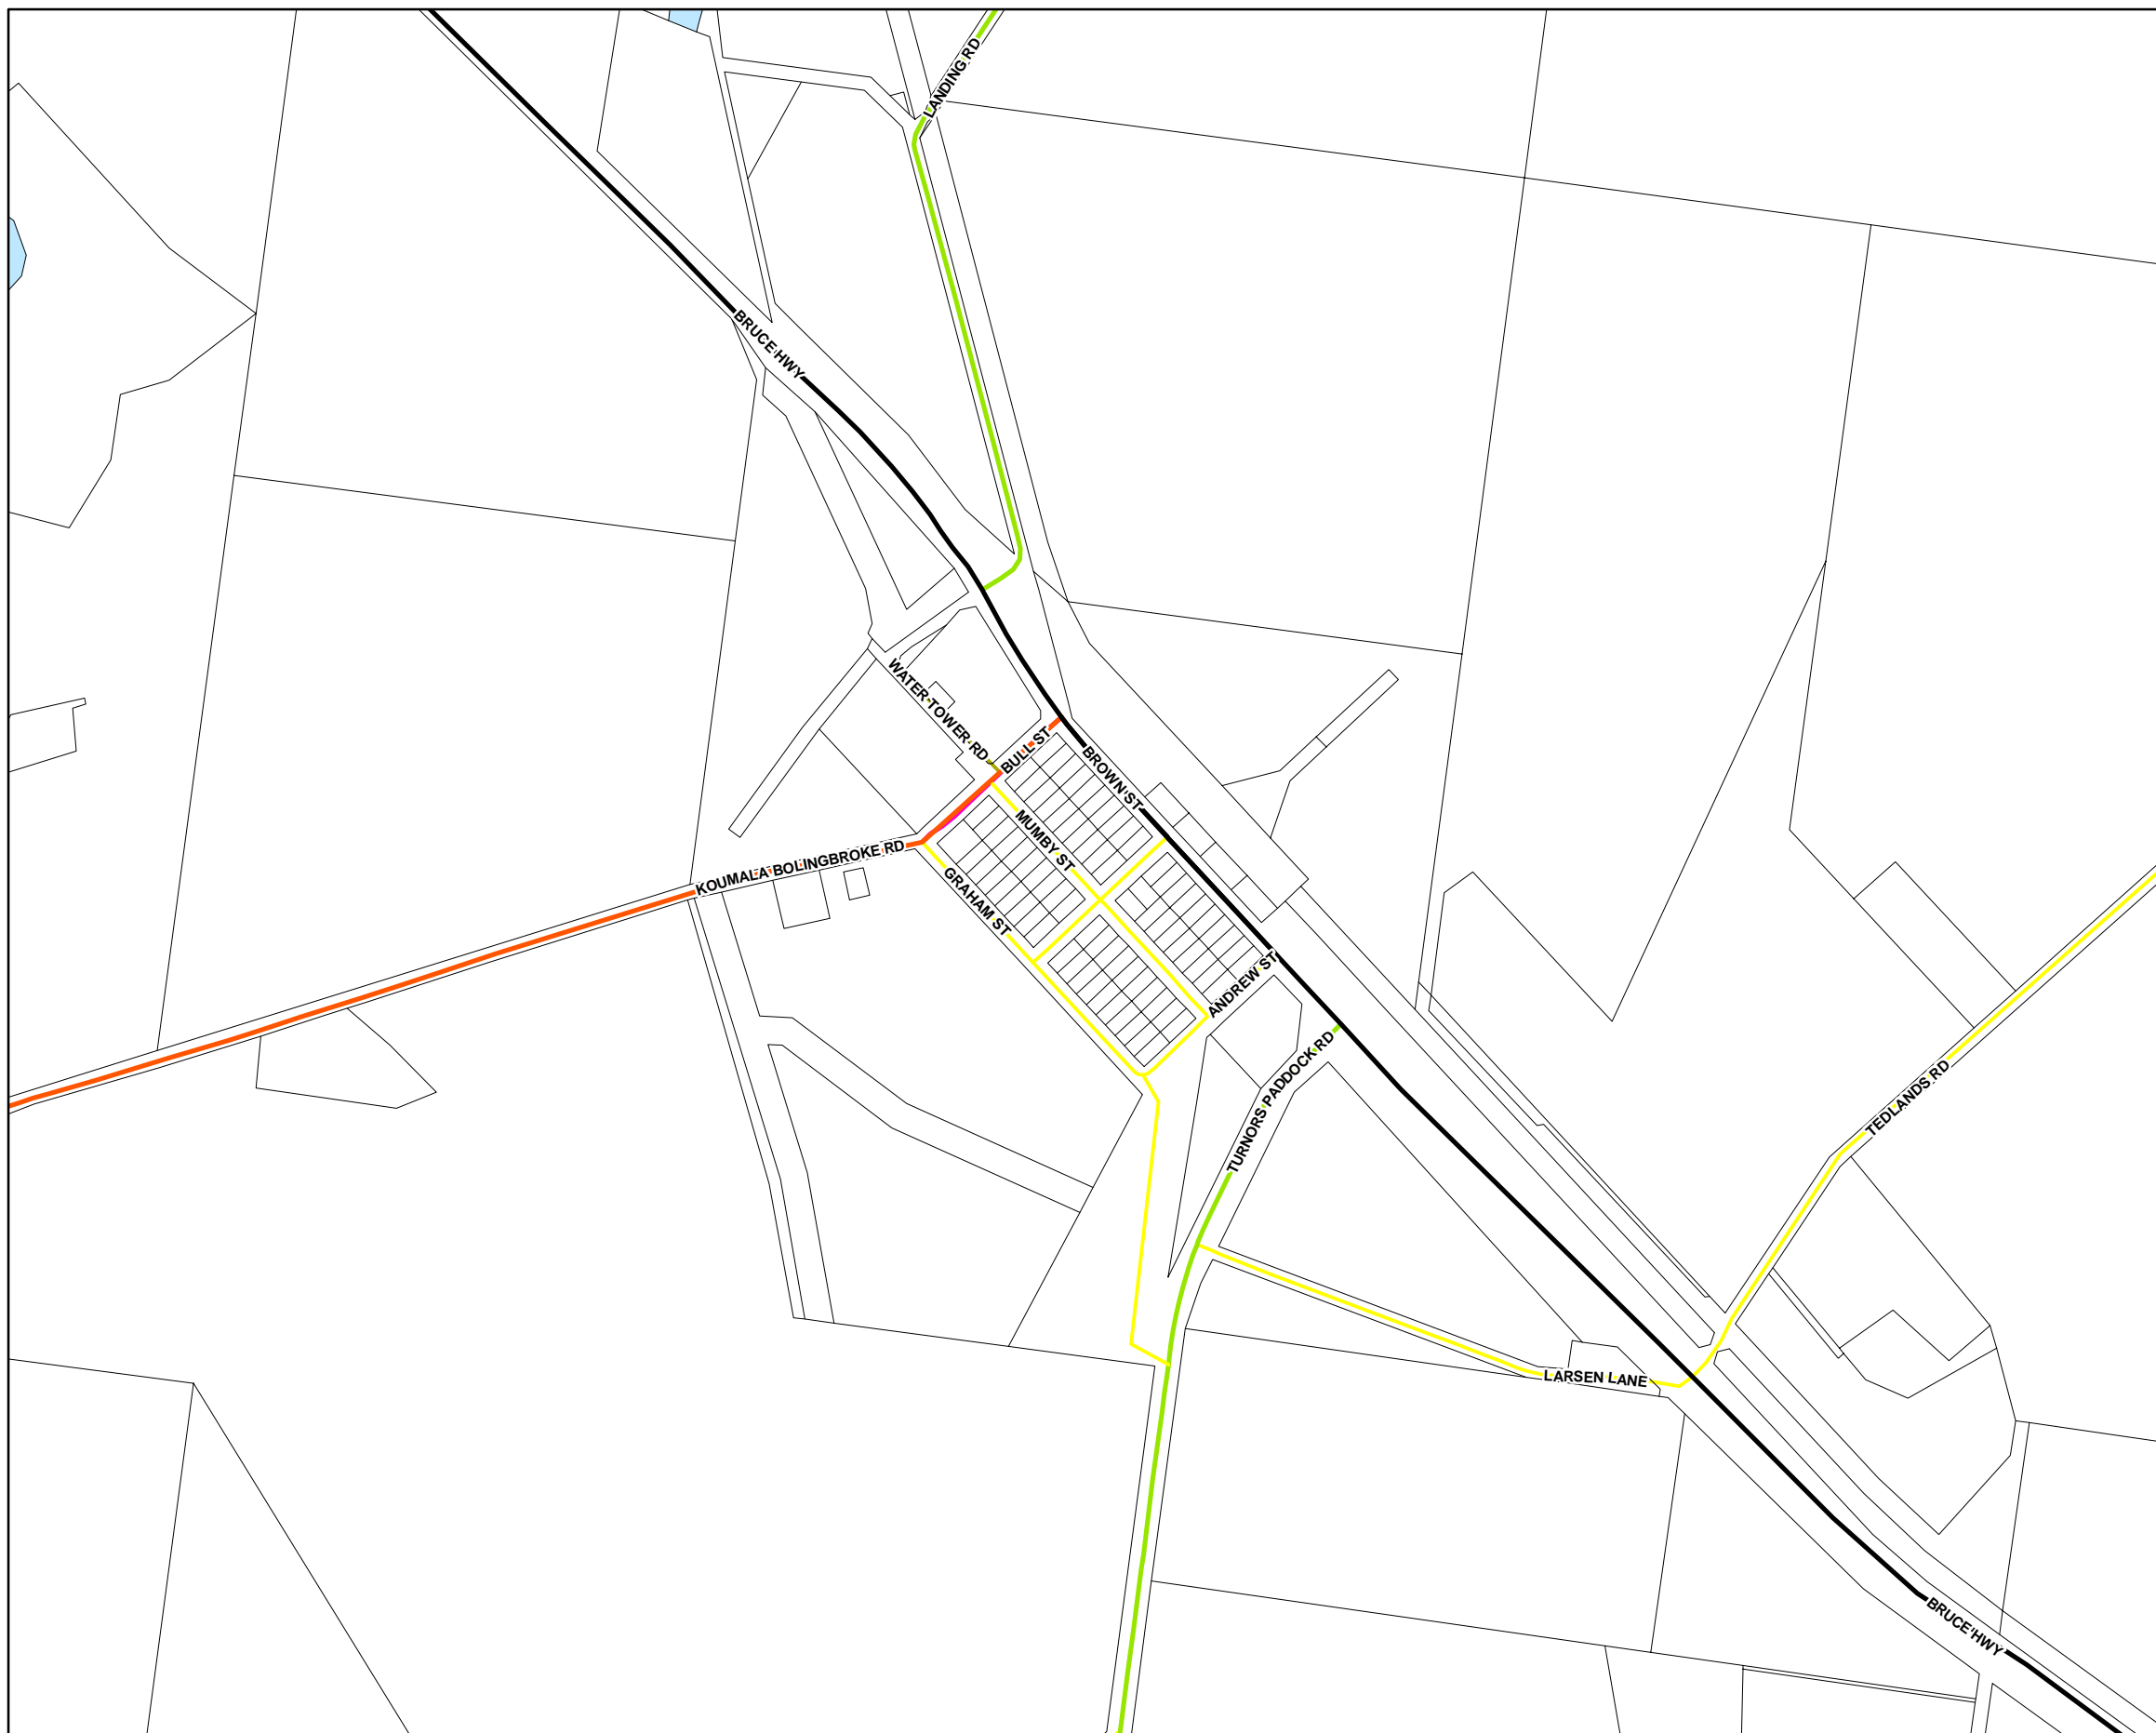 LANDING RD
BRUCE HWY
WATER TOWER RD
BULL ST
BROWN ST
MUMBY ST
KOUMALA BOLINGBROKE RD
GRAHAM ST
ANDREW ST
TURNORS PADDOCK RD
TEDLANDS RD
LARSEN LANE
BRUCE HWY